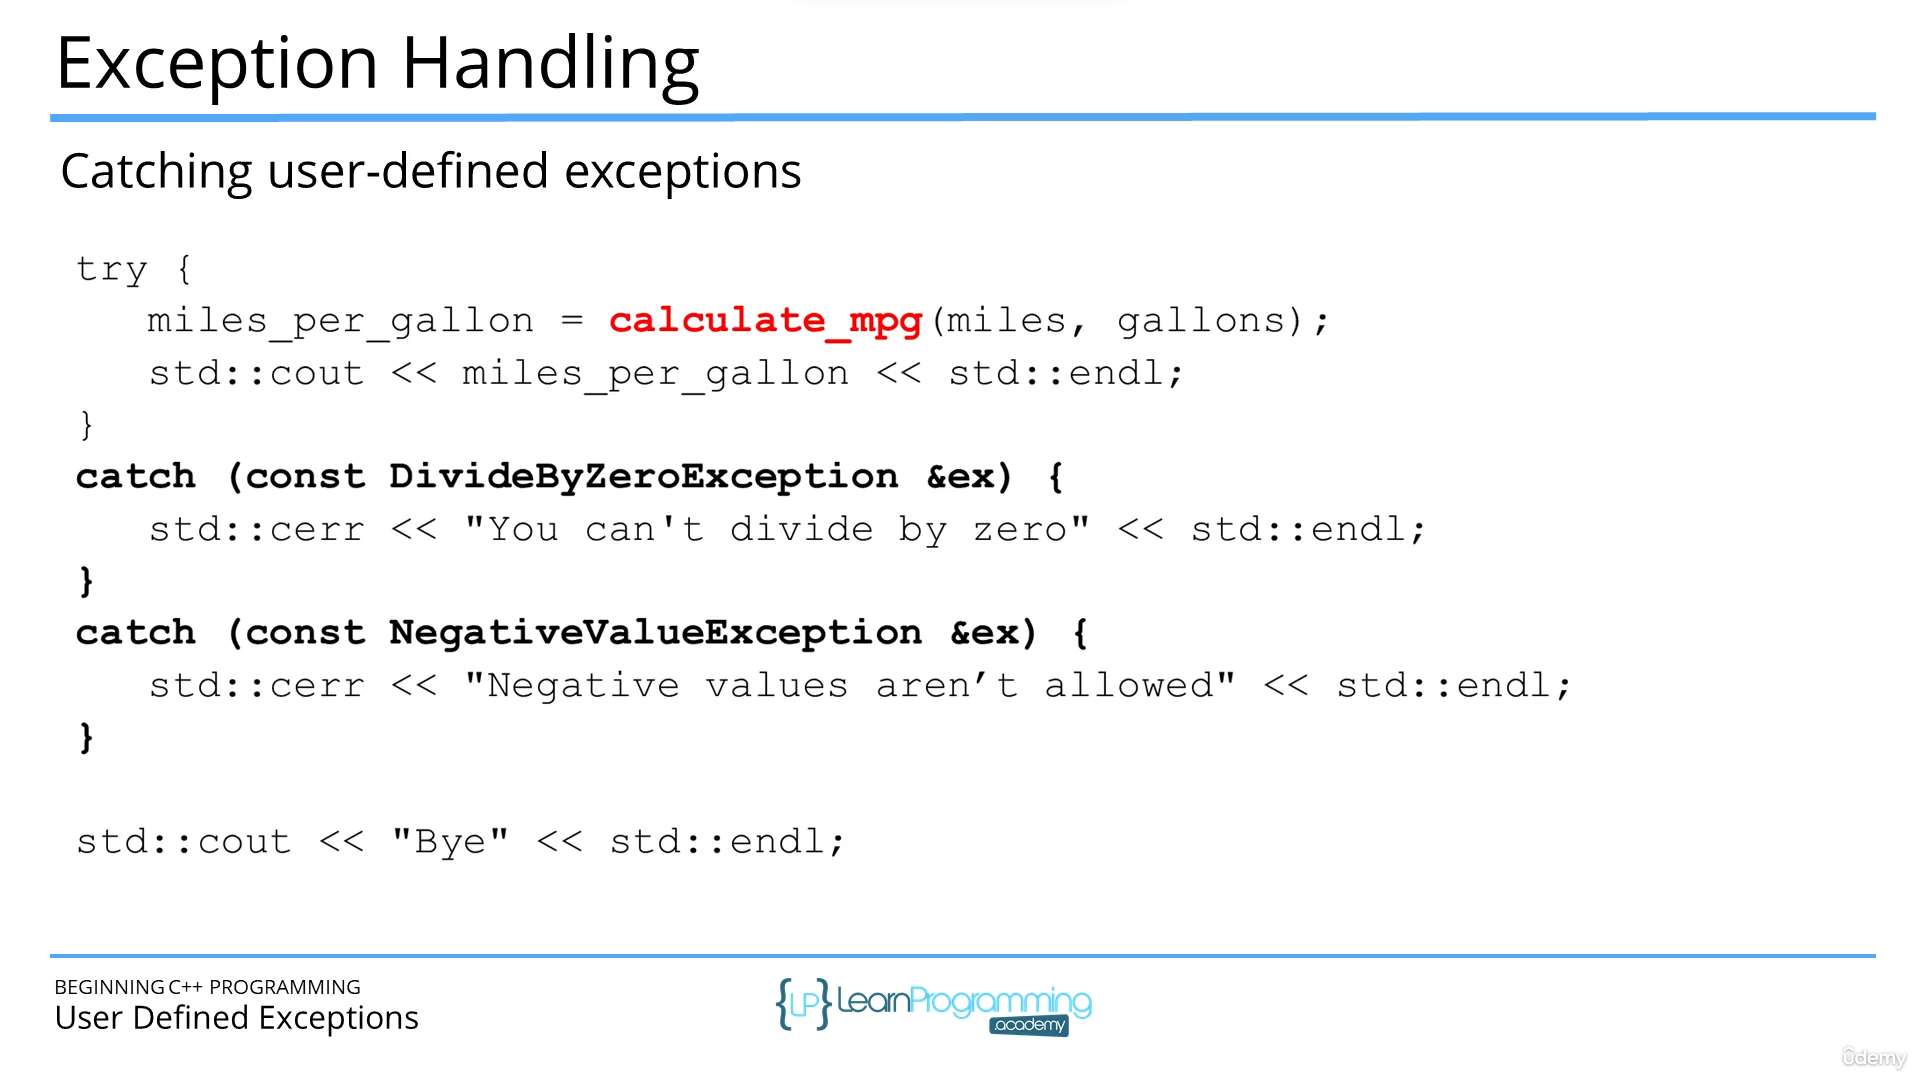 Exception Handling
Catching user-defined exceptions
try {
   miles_per_gallon = calculate_mpg(miles, gallons);
   std::cout << miles_per_gallon << std::endl;
}
catch (const DivideByZeroException &ex) {
   std::cerr << "You can't divide by zero" << std::endl;
}
catch (const NegativeValueException &ex) {
   std::cerr << "Negative values aren’t allowed" << std::endl;
}
std::cout << "Bye" << std::endl;
BEGINNING C++ PROGRAMMING
User Defined Exceptions
{LP} LearnProgramming
.academy
ûdemy